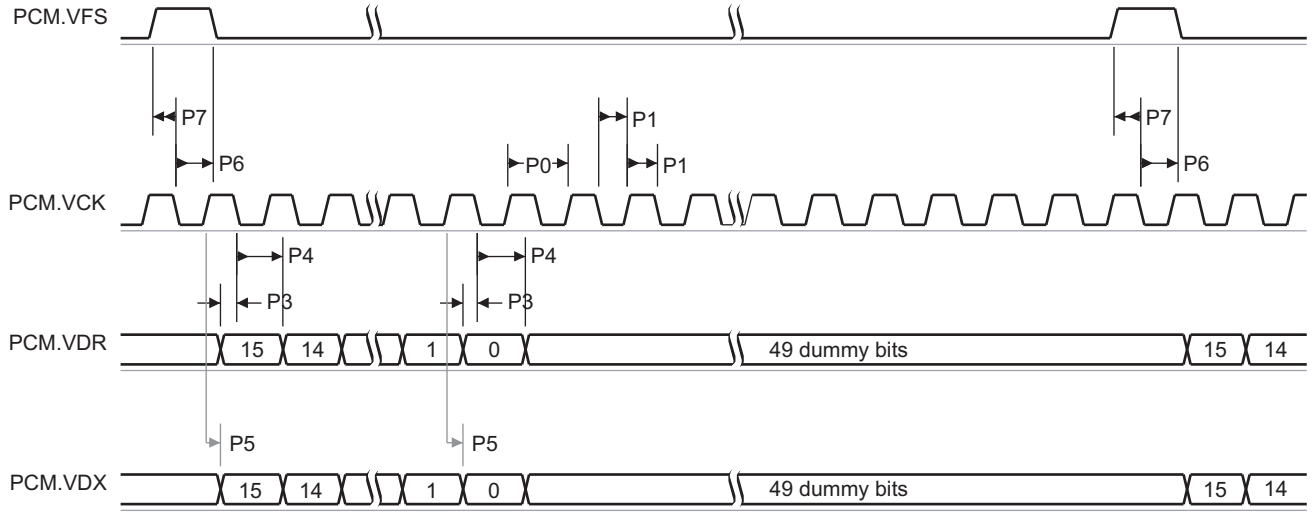 PCM.VFS
P7
P1
P7
P6
P0
P1
P6
PCM.VCK
P4
P4
P3
P3
PCM.VDR
15
14
1
0
49 dummy bits
15
14
P5
P5
PCM.VDX
15
14
1
0
49 dummy bits
15
14